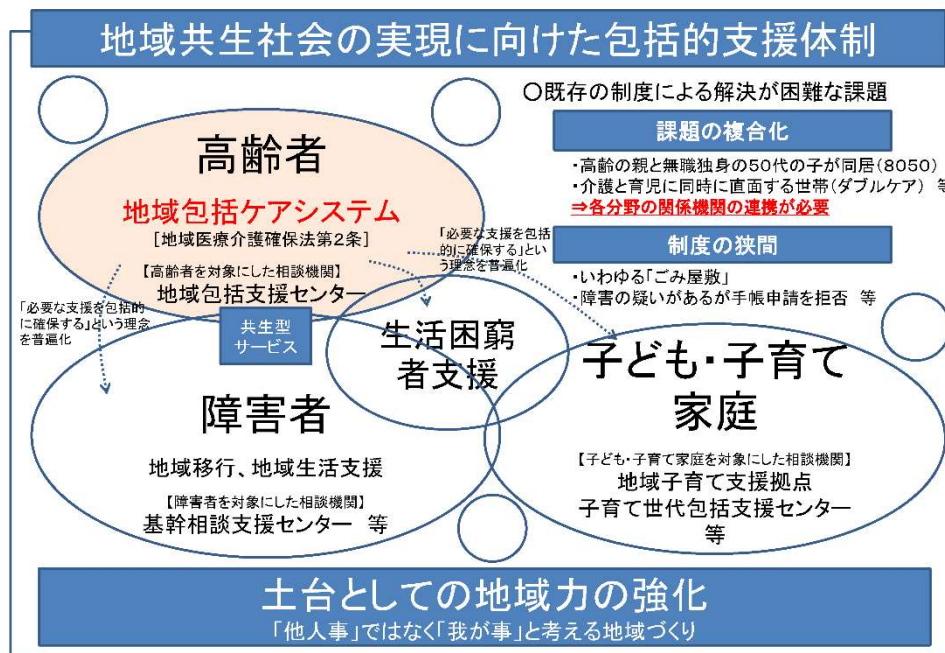 地域共生社会の実現に向けた包括的支援体制
〇既存の制度による解決が困難な課題
課題の複合化
・高齢の親と無職独身の50代の子が同居(8050)
・介護と育児に同時に直面する世帯(ダブルケア) 等
⇒各分野の関係機関の連携が必要
制度の狭間
・いわゆる「ごみ屋敷」
・障害の疑いがあるが手帳申請を拒否 等
高齢者
地域包括ケアシステム
[地域医療介護確保法第2条]
【高齢者を対象にした相談機関】
地域包括支援センター
「必要な支援を包括
的に確保する」とい
う理念を普遍化
「必要な支援を包括的
に確保する」という理念
を普遍化
共生型
サービス
生活困窮
者支援
障害者
地域移行、地域生活支援
【障害者を対象にした相談機関】
基幹相談支援センター 等
子ども・子育て
家庭
【子ども・子育て家庭を対象にした相談機関】
地域子育て支援拠点
子育て世代包括支援センター
等
土台としての地域力の強化
「他人事」ではなく「我が事」と考える地域づくり